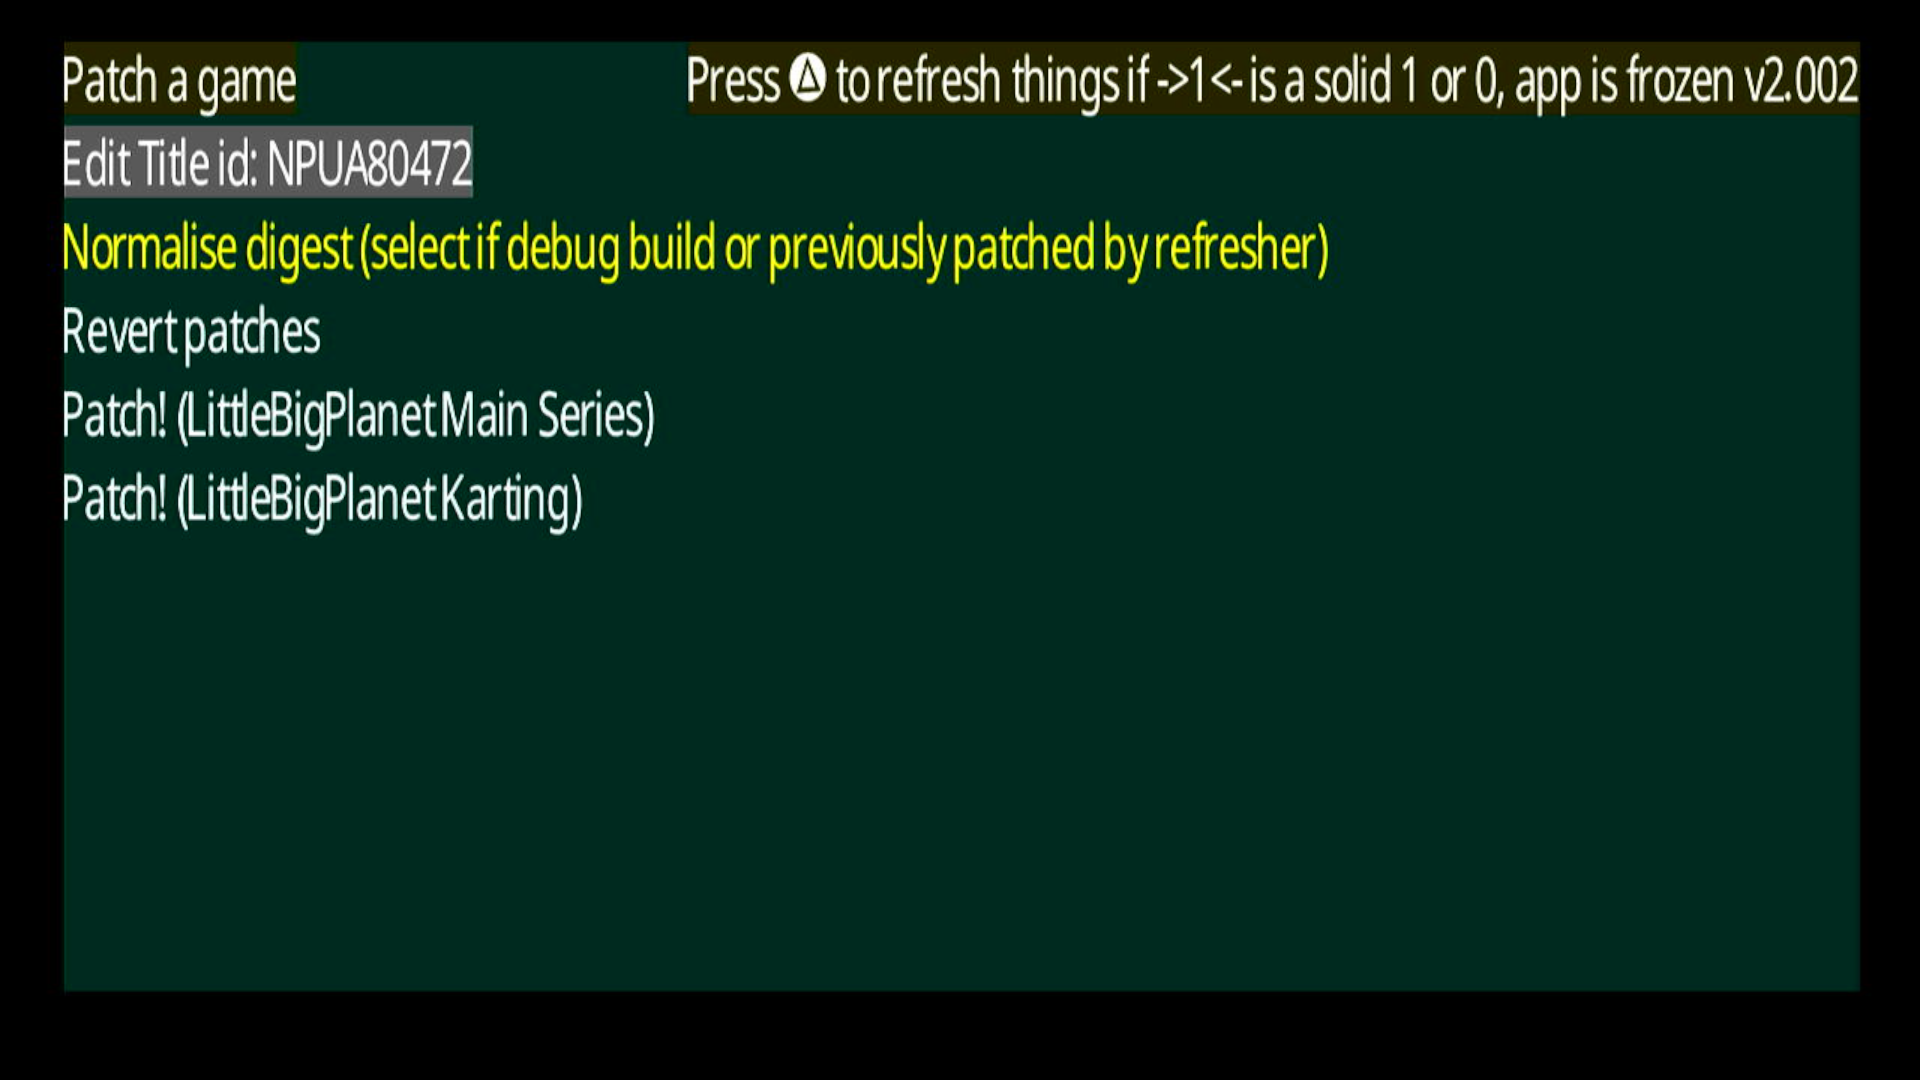 Patch a game
Press Ⓐ to refresh things if ->1<- is a solid 1 or 0, app is frozen v2.002
Edit Title id: NPUA80472
Normalise digest (select if debug build or previously patched by refresher)
Revert patches
Patch! (LittleBigPlanet Main Series)
Patch! (LittleBigPlanet Karting)